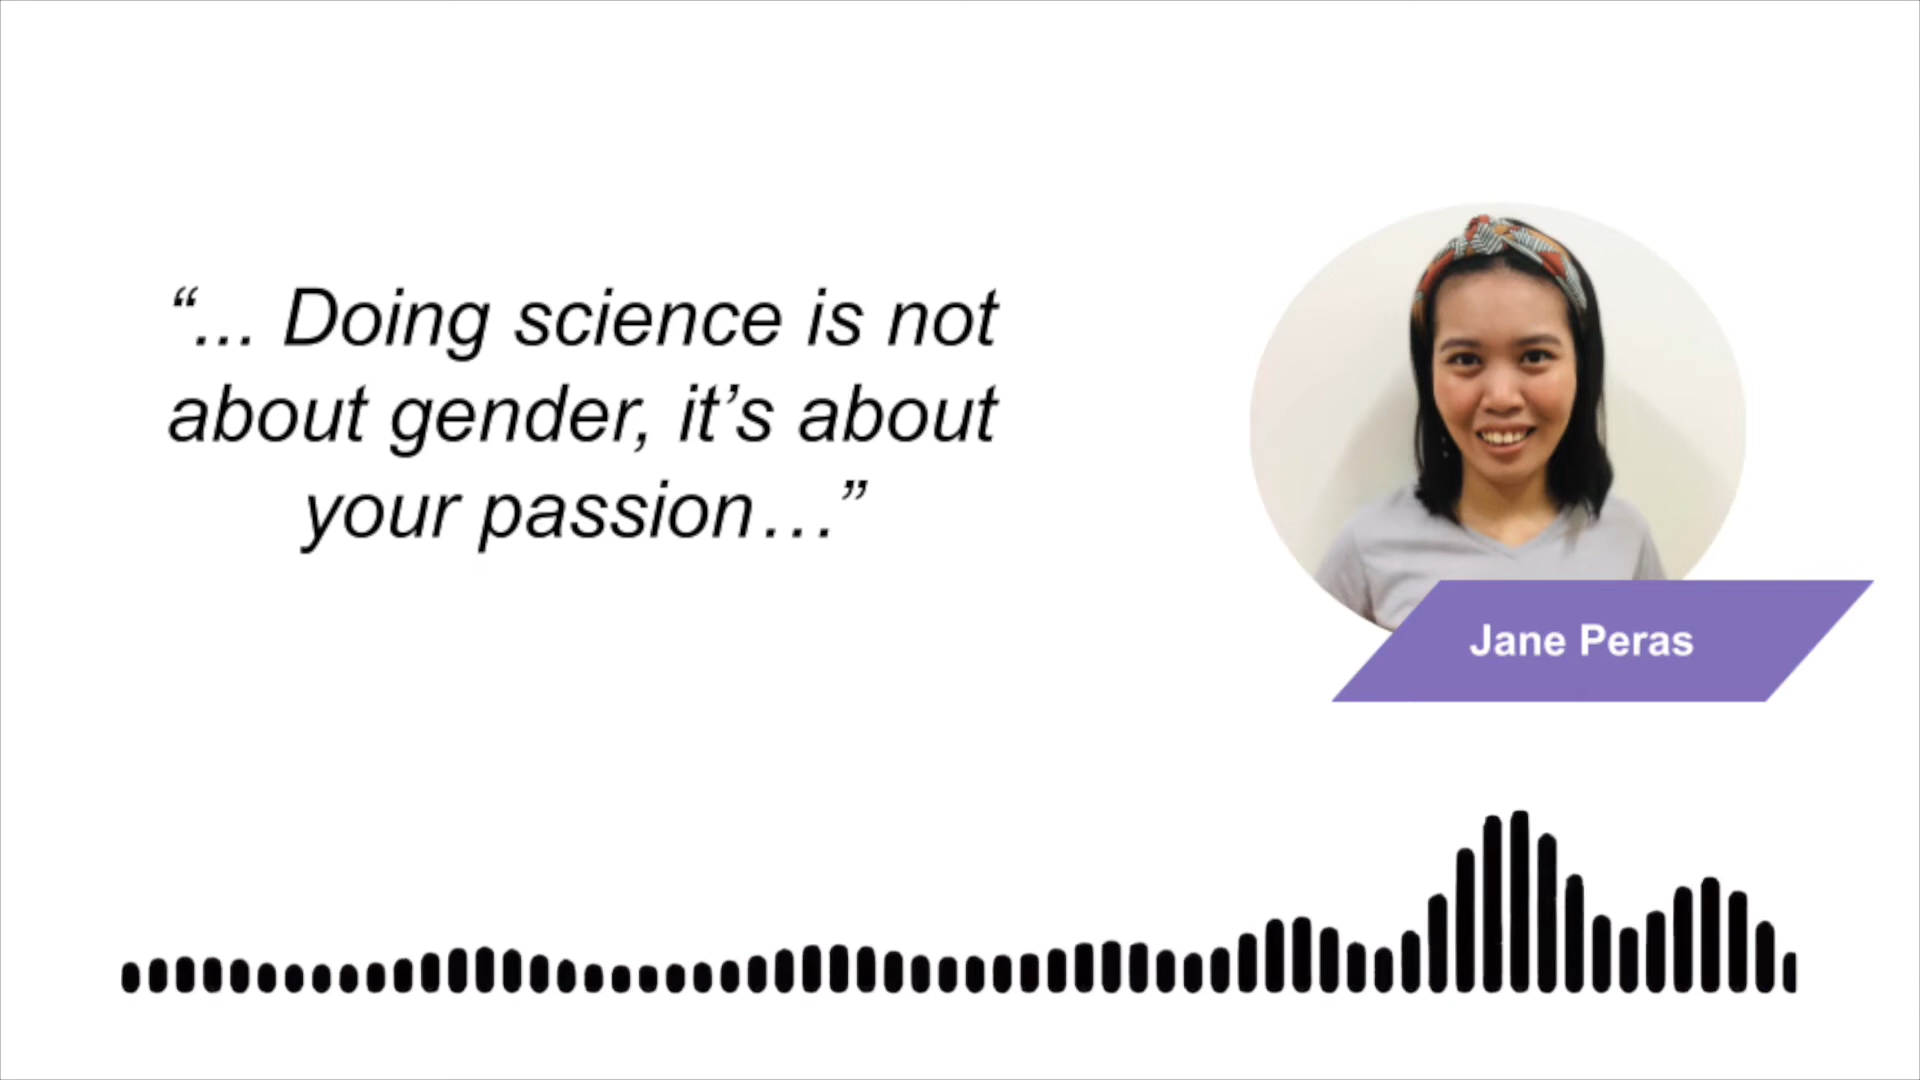 “... Doing science is not
about gender, it’s about
your passion…”
Jane Peras